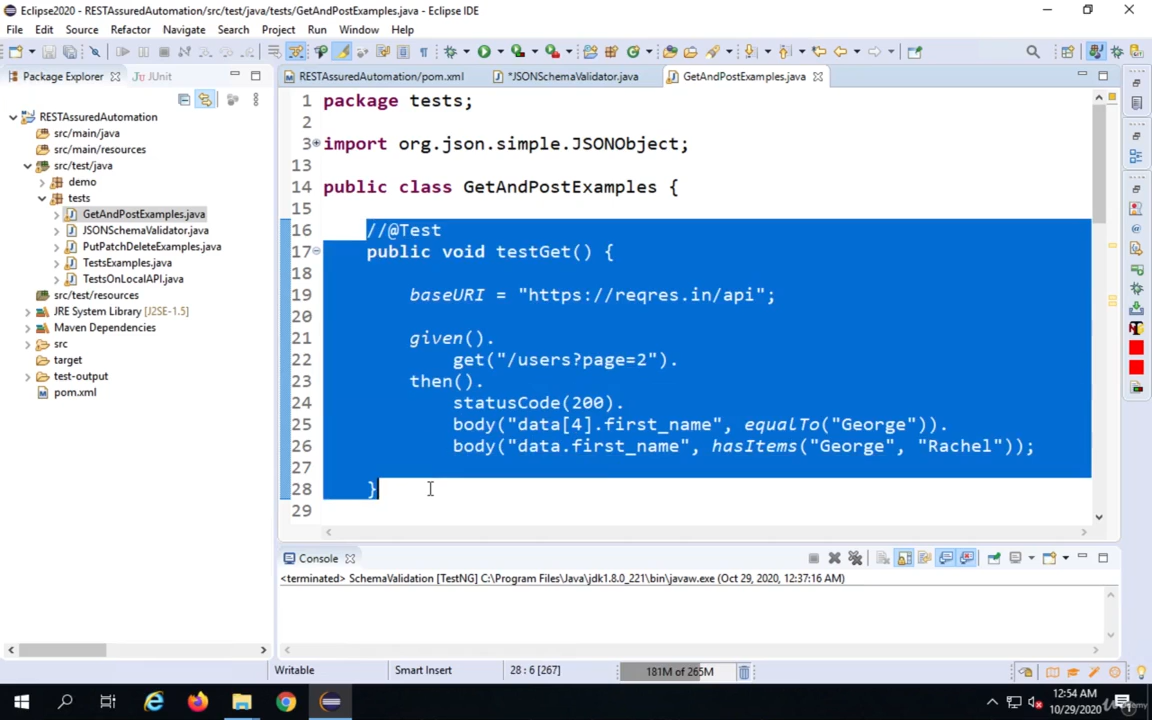 Eclipse2020 - RESTAssuredAutomation/src/test/java/tests/GetAndPostExamples.java - Eclipse IDE
File Edit Source Refactor Navigate Search Project Run Window Help
Package Explorer JUnit
RESTAssuredAutomation/pom.xml *JSONSchemaValidator.java GetAndPostExamples.java
RESTAssuredAutomation
src/main/java
src/main/resources
src/test/java
demo
tests
GetAndPostExamples.java
JSONSchemaValidator.java
PutPatchDeleteExamples.java
TestsExamples.java
TestsOnLocalAPI.java
src/test/resources
JRE System Library [J2SE-1.5]
Maven Dependencies
src
target
test-output
pom.xml
1 package tests;
2
3 import org.json.simple.JSONObject;
13
14 public class GetAndPostExamples {
15
16 //@Test
17 public void testGet() {
18
19 baseURI = "https://reqres.in/api";
20
21 given().
22 get("/users?page=2").
23 then().
24 statusCode(200).
25 body("data[4].first_name", equalTo("George")).
26 body("data.first_name", hasItems("George", "Rachel"));
27
28 }
29
Console
<terminated> SchemaValidation [TestNG] C:\Program Files\Java\jdk1.8.0_221\bin\javaw.exe (Oct 29, 2020, 12:37:16 AM)
Writable Smart Insert 28 : 6 [267] 181M of 265M
12:54 AM
10/29/2020